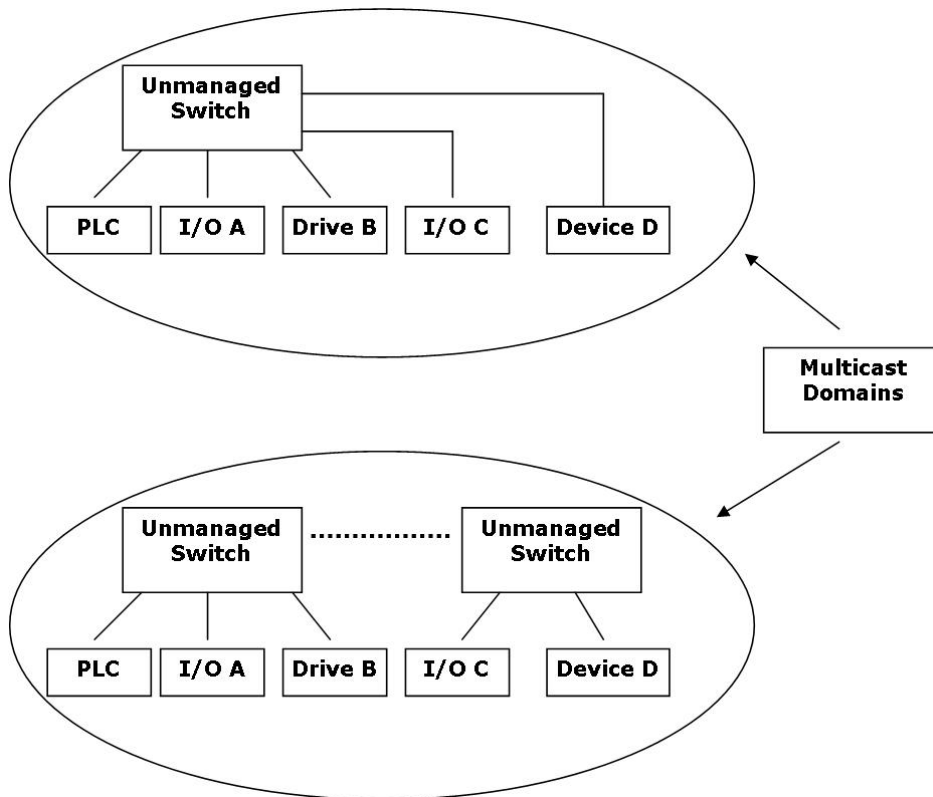 Unmanaged
Switch
PLC
I/O A
Drive B
I/O C
Device D
Multicast
Domains
Unmanaged
Switch
Unmanaged
Switch
PLC
I/O A
Drive B
I/O C
Device D